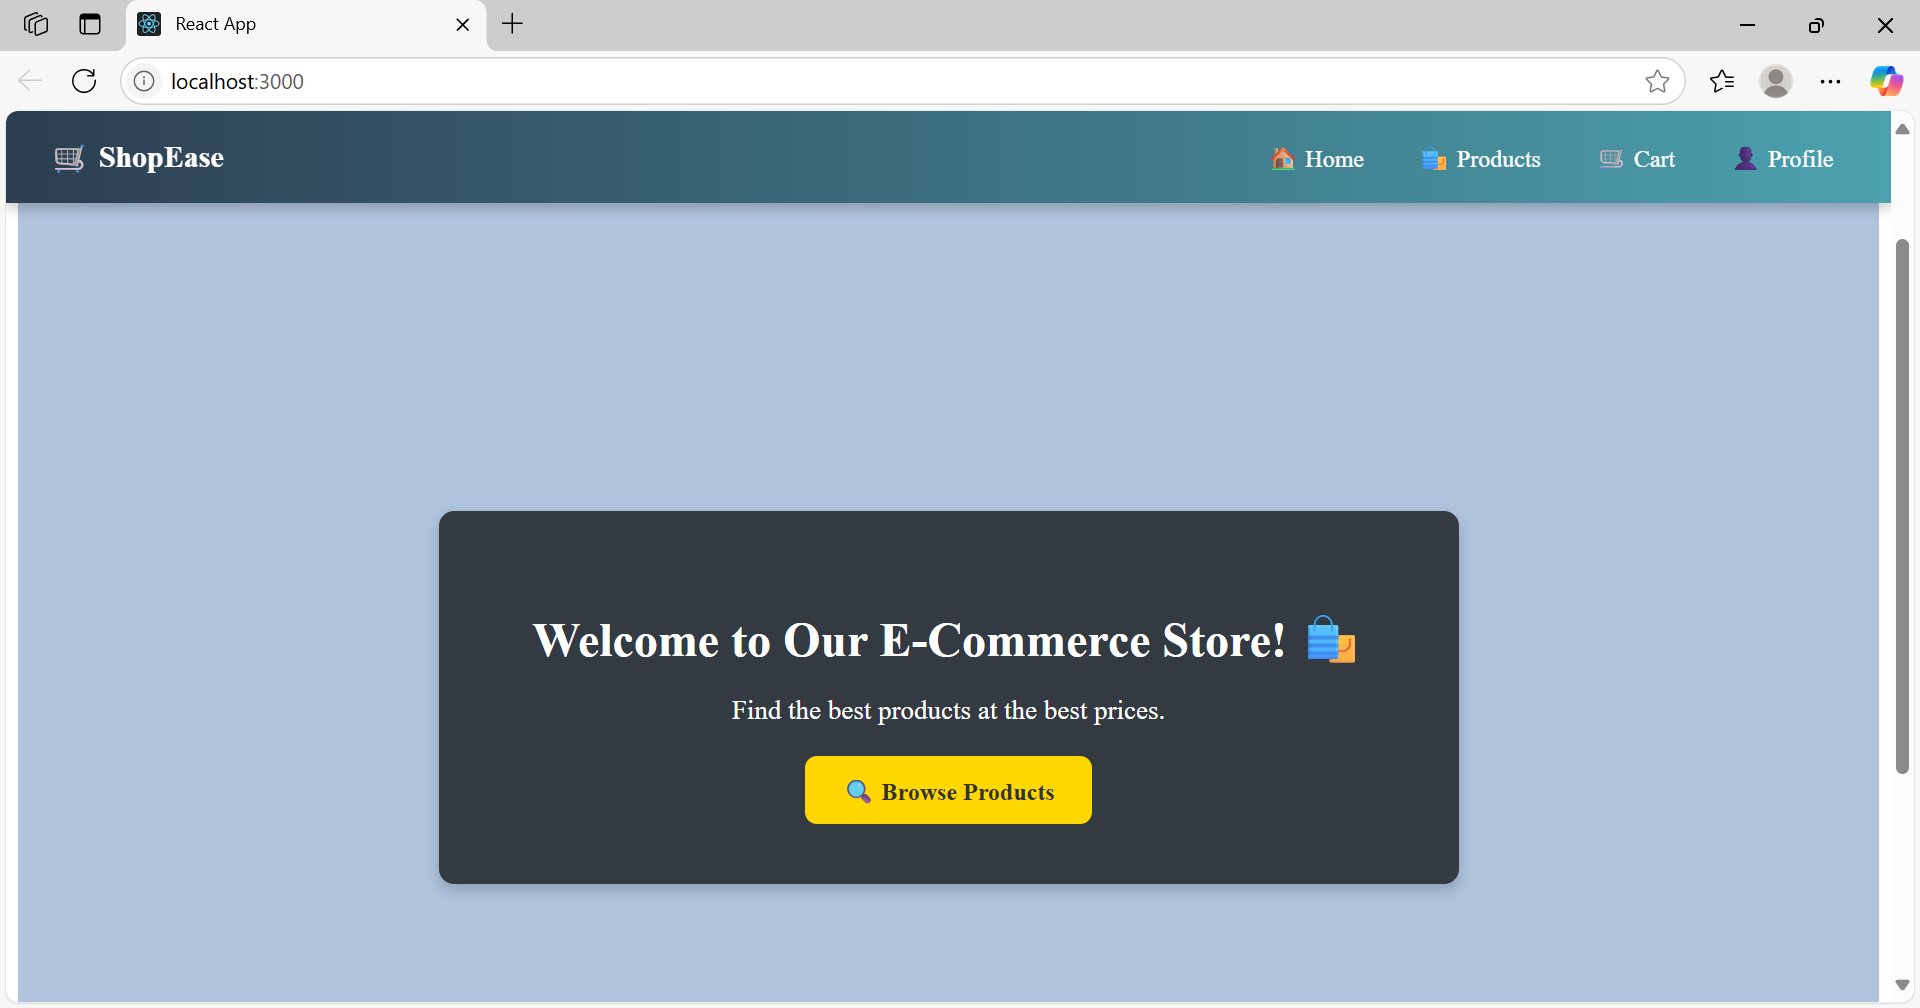 React App
localhost:3000
ShopEase
Home
Products
Cart
Profile
Welcome to Our E-Commerce Store!
Find the best products at the best prices.
Browse Products